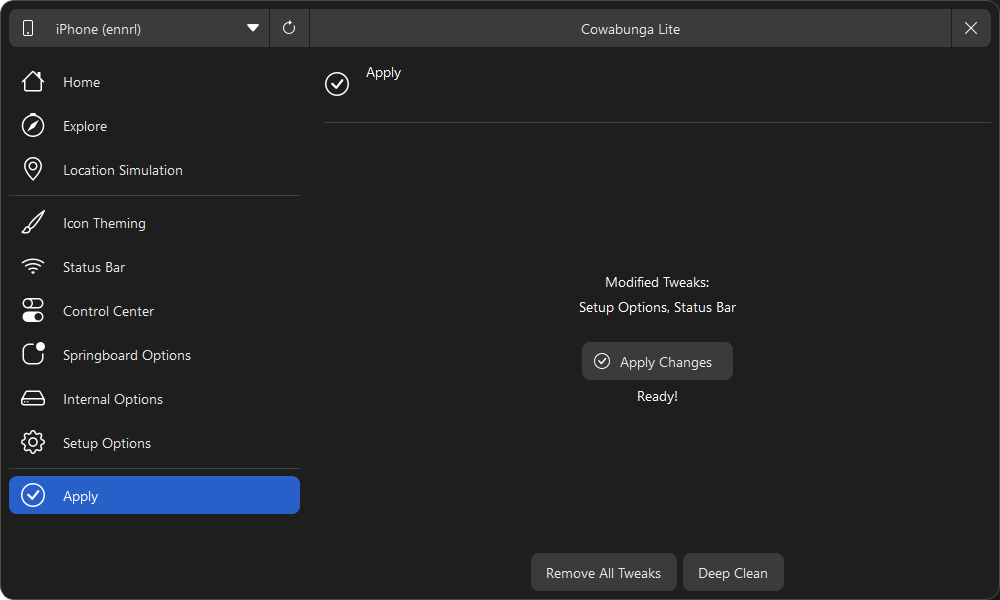 iPhone (ennrl)
Cowabunga Lite
Home
Explore
Location Simulation
Icon Theming
Status Bar
Control Center
Springboard Options
Internal Options
Setup Options
Apply
Apply
Modified Tweaks:
Setup Options, Status Bar
Apply Changes
Ready!
Remove All Tweaks
Deep Clean